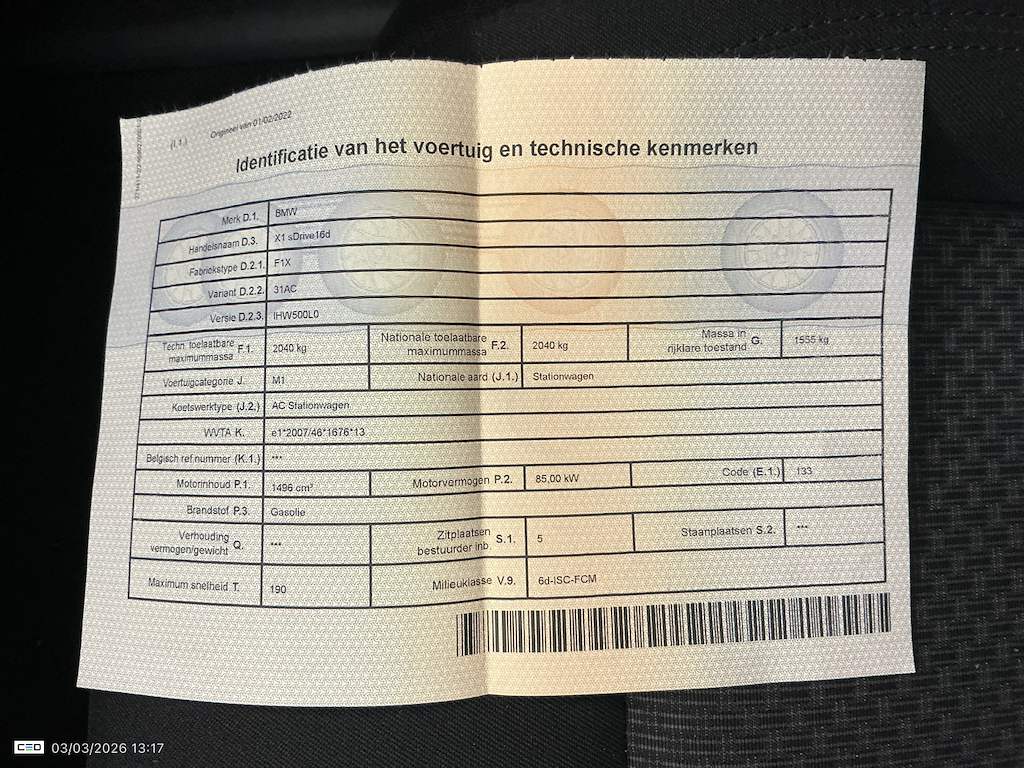 (I.1.) Origineel van 01/02/2022
Identificatie van het voertuig en technische kenmerken
Merk D.1. BMW
Handelsnaam D.3. X1 sDrive16d
Fabriekstype D.2.1. F1X
Variant D.2.2. 31AC
Versie D.2.3. IHW500L0
Techn. toelaatbare maximummassa F.1. 2040 kg Nationale toelaatbare maximummassa F.2. 2040 kg Massa in rijklare toestand G. 1555 kg
Voertuigcategorie J. M1 Nationale aard (J.1.) Stationwagen
Koetswerktype (J.2.) AC Stationwagen
WVTA K. e1*2007/46*1676*13
Belgisch ref.nummer (K.1.) ***
Motorinhoud P.1. 1496 cm³ Motorvermogen P.2. 85,00 kW Code (E.1.) 133
Brandstof P.3. Gasolie
Verhouding vermogen/gewicht Q. *** Zitplaatsen bestuurder inb. S.1. 5 Staanplaatsen S.2. ***
Maximum snelheid T. 190 Milieuklasse V.9. 6d-ISC-FCM
CED 03/03/2026 13:17